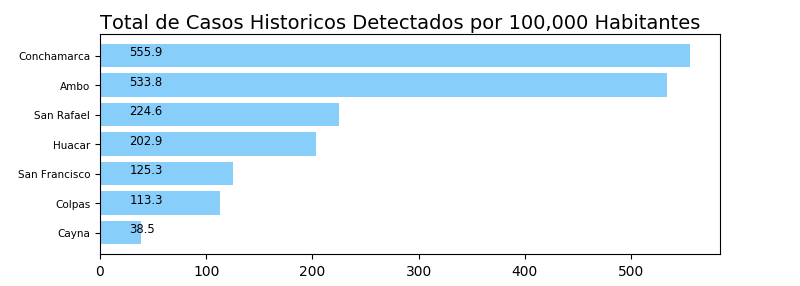 Total de Casos Historicos Detectados por 100,000 Habitantes
Conchamarca 555.9
Ambo 533.8
San Rafael 224.6
Huacar 202.9
San Francisco 125.3
Colpas 113.3
Cayna 38.5
0 100 200 300 400 500